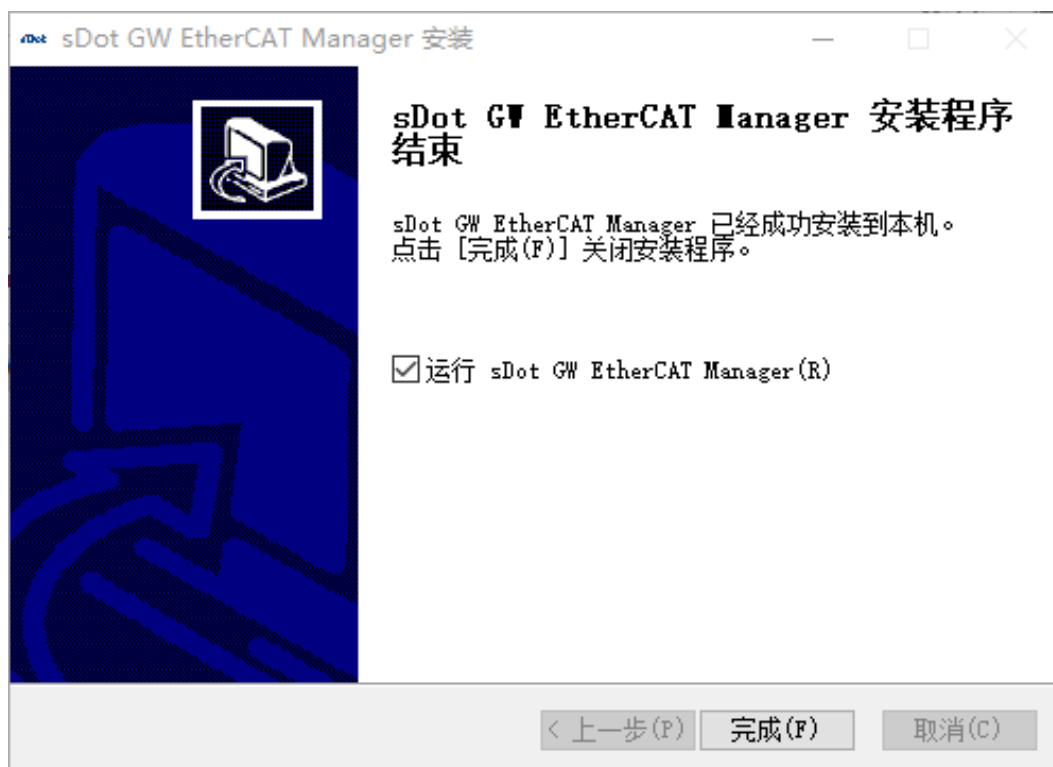 sDot sDot GW EtherCAT Manager 安装
sDot GW EtherCAT Manager 安装程序
结束
sDot GW EtherCAT Manager 已经成功安装到本机。
点击 [完成(F)] 关闭安装程序。
运行 sDot GW EtherCAT Manager(R)
< 上一步(P) 完成(F) 取消(C)